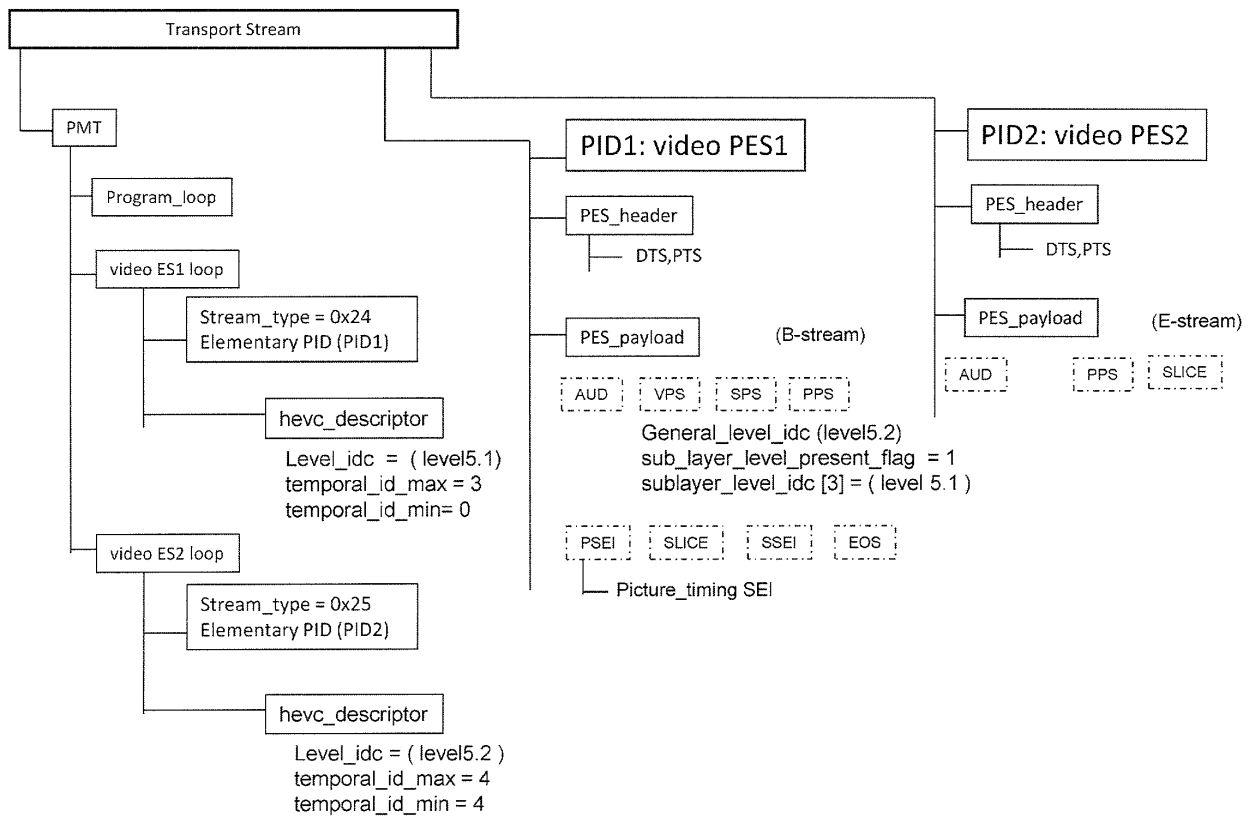 Transport Stream
PMT
Program_loop
video ES1 loop
Stream_type = 0x24
Elementary PID (PID1)
hevc_descriptor
Level_idc = ( level5.1)
temporal_id_max = 3
temporal_id_min= 0
video ES2 loop
Stream_type = 0x25
Elementary PID (PID2)
hevc_descriptor
Level_idc = ( level5.2 )
temporal_id_max = 4
temporal_id_min = 4
PID1: video PES1
PES_header
DTS,PTS
PES_payload
(B-stream)
AUD VPS SPS PPS
General_level_idc (level5.2)
sub_layer_level_present_flag = 1
sublayer_level_idc [3] = ( level 5.1 )
PSEI SLICE SSEI EOS
Picture_timing SEI
PID2: video PES2
PES_header
DTS,PTS
PES_payload
(E-stream)
AUD PPS SLICE